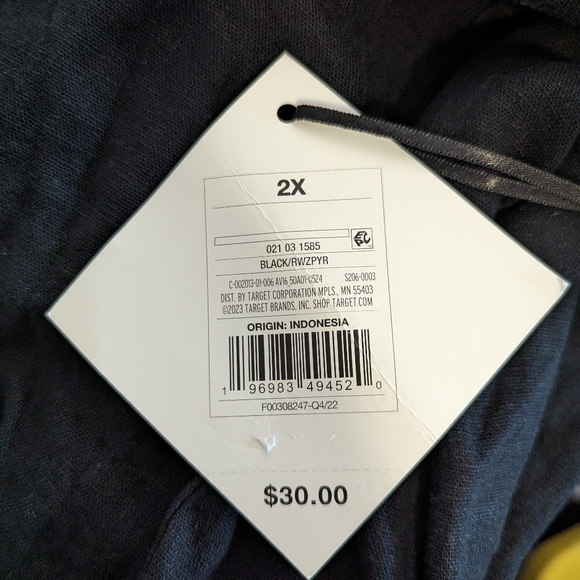 2X
021 03 1585
BLACK/RWZPYR
C-002013-01-006 AV16 50A01-0524 S206-0003
DIST. BY TARGET CORPORATION MPLS., MN 55403
©2023 TARGET BRANDS, INC. SHOP TARGET.COM
ORIGIN: INDONESIA
1 96983 49452 0
F00308247-Q4/22
$30.00